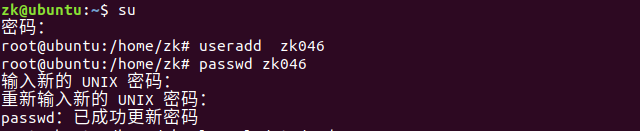 zk@ubuntu:~$ su
密码：
root@ubuntu:/home/zk# useradd  zk046
root@ubuntu:/home/zk# passwd zk046
输入新的 UNIX 密码：
重新输入新的 UNIX 密码：
passwd：已成功更新密码